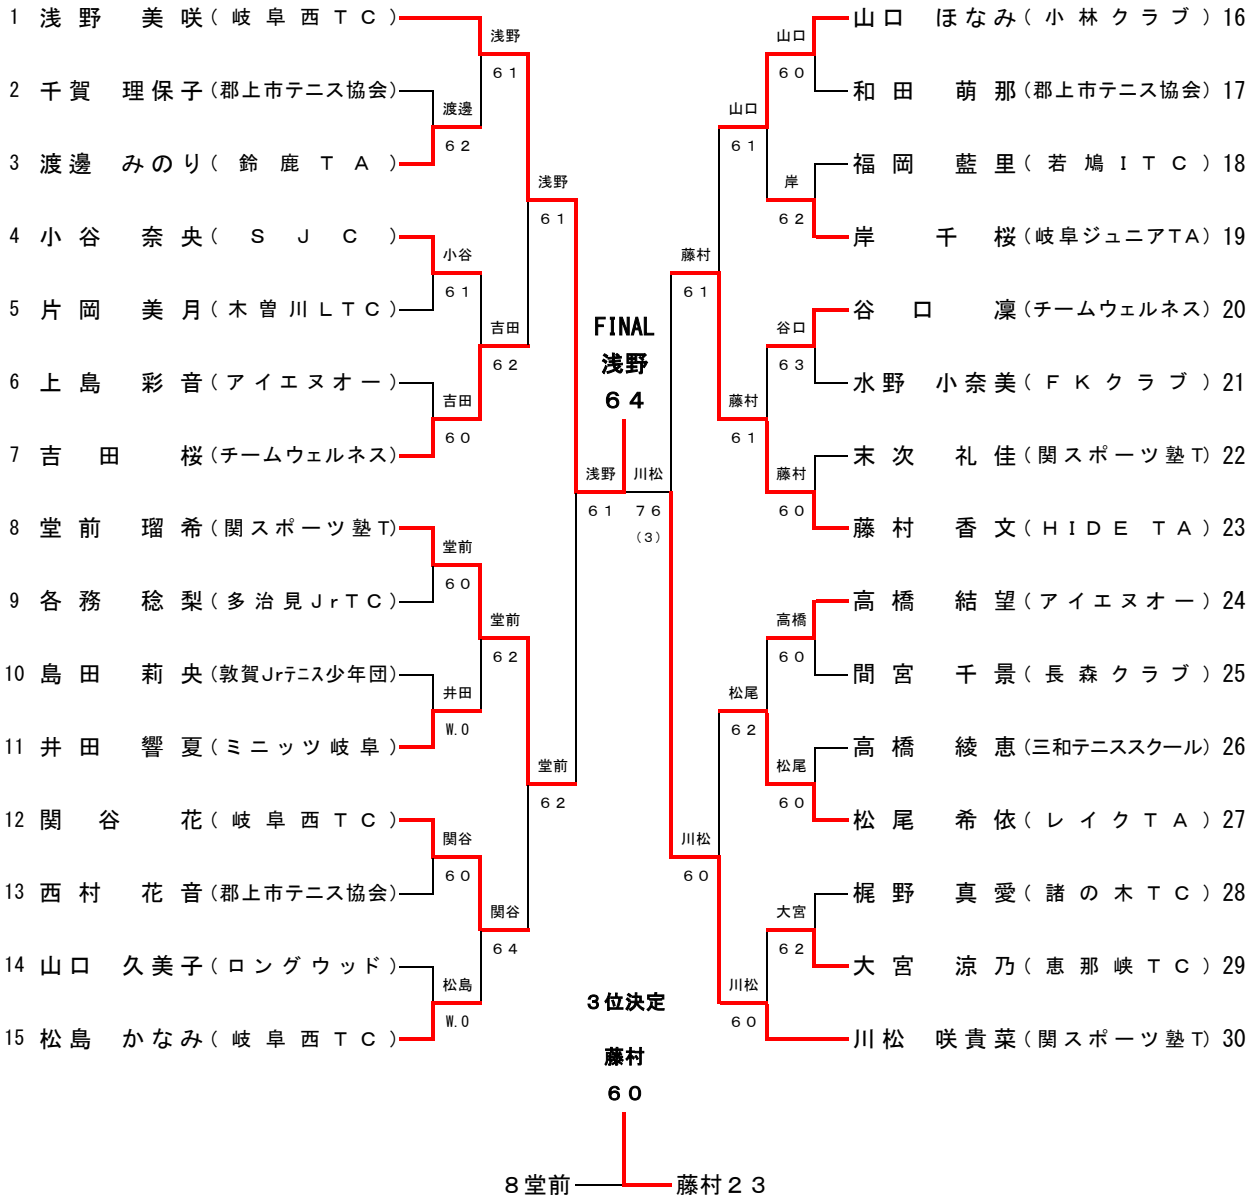 1 浅野 美咲(岐阜西TC)
2 千賀 理保子(郡上市テニス協会)
3 渡邊 みのり(鈴鹿TA)
4 小谷 奈央(SJC)
5 片岡 美月(木曽川LTC)
6 上島 彩音(アイエヌオー)
7 吉田 桜(チームウェルネス)
8 堂前 瑠希(関スポーツ塾T)
9 各務 稔梨(多治見JrTC)
10 島田 莉央(敦賀Jrテニス少年団)
11 井田 響夏(ミニッツ岐阜)
12 関谷 花(岐阜西TC)
13 西村 花音(郡上市テニス協会)
14 山口 久美子(ロングウッド)
15 松島 かなみ(岐阜西TC)
渡邊
62
小谷
61
吉田
60
堂前
60
井田
W.0
関谷
60
松島
W.0
浅野
61
吉田
62
堂前
62
関谷
64
浅野
61
堂前
62
浅野
61
FINAL
浅野
64
川松
76
(3)
藤村
61
川松
60
山口
61
藤村
61
松尾
62
川松
60
山口
60
岸
62
谷口
63
藤村
60
高橋
60
松尾
60
大宮
62
山口 ほなみ(小林クラブ) 16
和田 萌那(郡上市テニス協会) 17
福岡 藍里(若鳩ITC) 18
岸 千桜(岐阜ジュニアTA) 19
谷口 凜(チームウェルネス) 20
水野 小奈美(FKクラブ) 21
末次 礼佳(関スポーツ塾T) 22
藤村 香文(HIDE TA) 23
高橋 結望(アイエヌオー) 24
間宮 千景(長森クラブ) 25
高橋 綾恵(三和テニススクール) 26
松尾 希依(レイクTA) 27
梶野 真愛(諸の木TC) 28
大宮 涼乃(恵那峡TC) 29
川松 咲貴菜(関スポーツ塾T) 30
3位決定
藤村
60
8堂前
藤村23